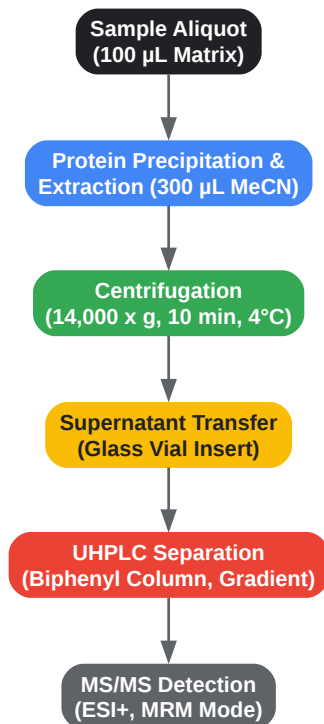 Sample Aliquot
(100 µL Matrix)
Protein Precipitation &
Extraction (300 µL MeCN)
Centrifugation
(14,000 x g, 10 min, 4°C)
Supernatant Transfer
(Glass Vial Insert)
UHPLC Separation
(Biphenyl Column, Gradient)
MS/MS Detection
(ESI+, MRM Mode)